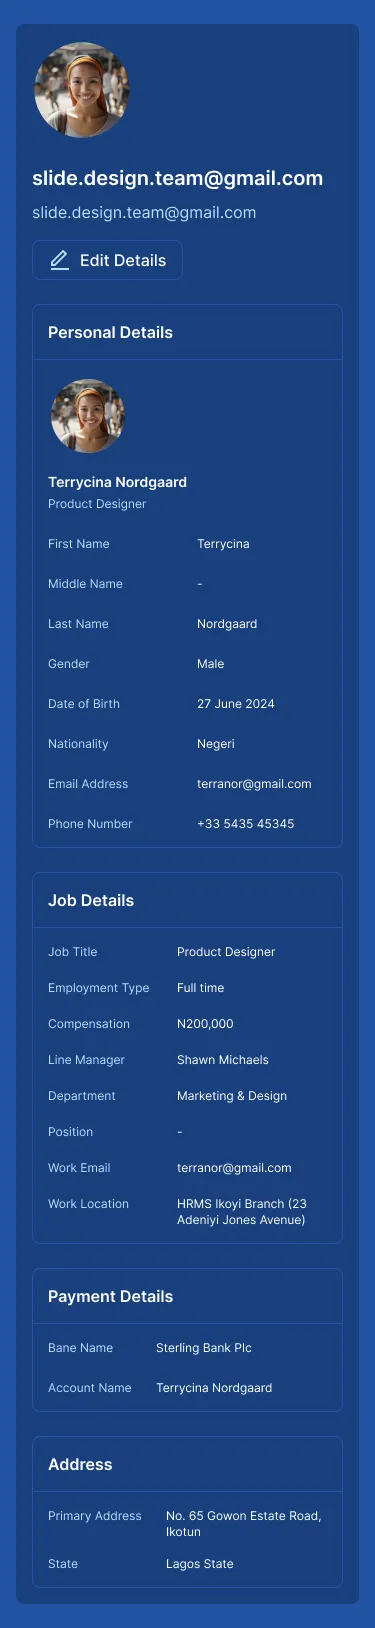 slide.design.team@gmail.com
slide.design.team@gmail.com
Edit Details
Personal Details
Terrycina Nordgaard
Product Designer
First Name Terrycina
Middle Name -
Last Name Nordgaard
Gender Male
Date of Birth 27 June 2024
Nationality Negeri
Email Address terranor@gmail.com
Phone Number +33 5435 45345
Job Details
Job Title Product Designer
Employment Type Full time
Compensation N200,000
Line Manager Shawn Michaels
Department Marketing & Design
Position -
Work Email terranor@gmail.com
Work Location HRMS Ikoyi Branch (23
Adeniyi Jones Avenue)
Payment Details
Bane Name Sterling Bank Plc
Account Name Terrycina Nordgaard
Address
Primary Address No. 65 Gowon Estate Road,
Ikotun
State Lagos State